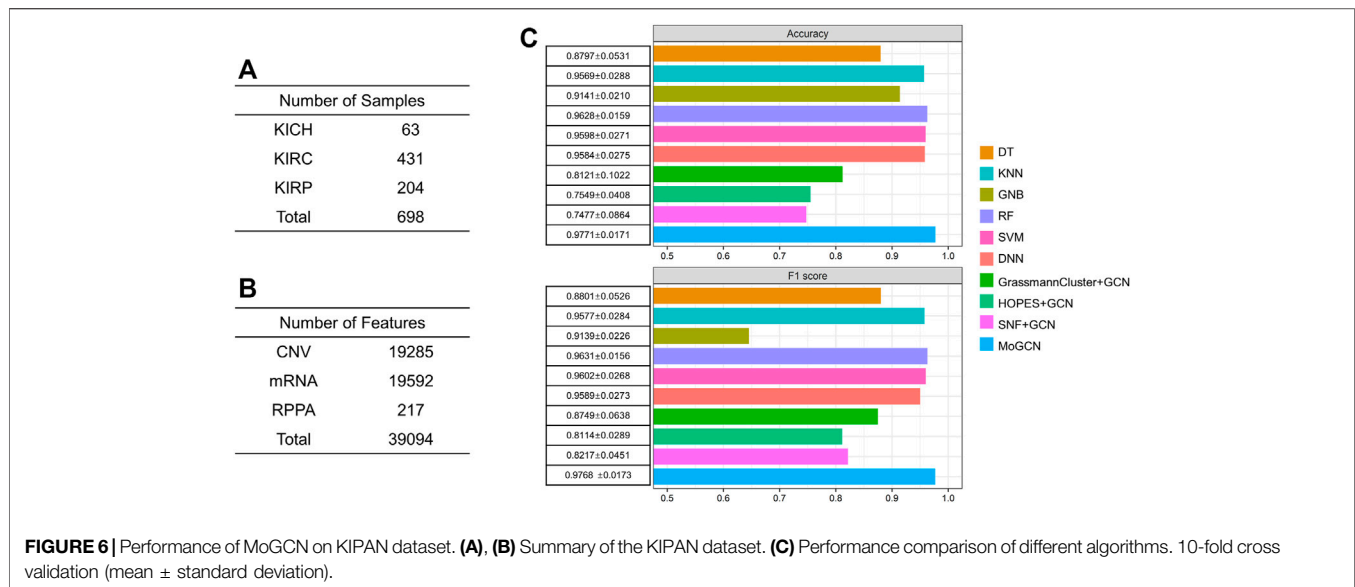 A
Number of Samples
KICH 63
KIRC 431
KIRP 204
Total 698
B
Number of Features
CNV 19285
mRNA 19592
RPPA 217
Total 39094
C
Accuracy
0.8797±0.0531
0.9569±0.0288
0.9141±0.0210
0.9628±0.0159
0.9598±0.0271
0.9584±0.0275
0.8121±0.1022
0.7549±0.0408
0.7477±0.0864
0.9771±0.0171
0.5 0.6 0.7 0.8 0.9 1.0
F1 score
0.8801±0.0526
0.9577±0.0284
0.9139±0.0226
0.9631±0.0156
0.9602±0.0268
0.9589±0.0273
0.8749±0.0638
0.8114±0.0289
0.8217±0.0451
0.9768 ±0.0173
0.5 0.6 0.7 0.8 0.9 1.0
DT
KNN
GNB
RF
SVM
DNN
GrassmannCluster+GCN
HOPES+GCN
SNF+GCN
MoGCN
FIGURE 6 | Performance of MoGCN on KIPAN dataset. (A), (B) Summary of the KIPAN dataset. (C) Performance comparison of different algorithms. 10-fold cross
validation (mean ± standard deviation).